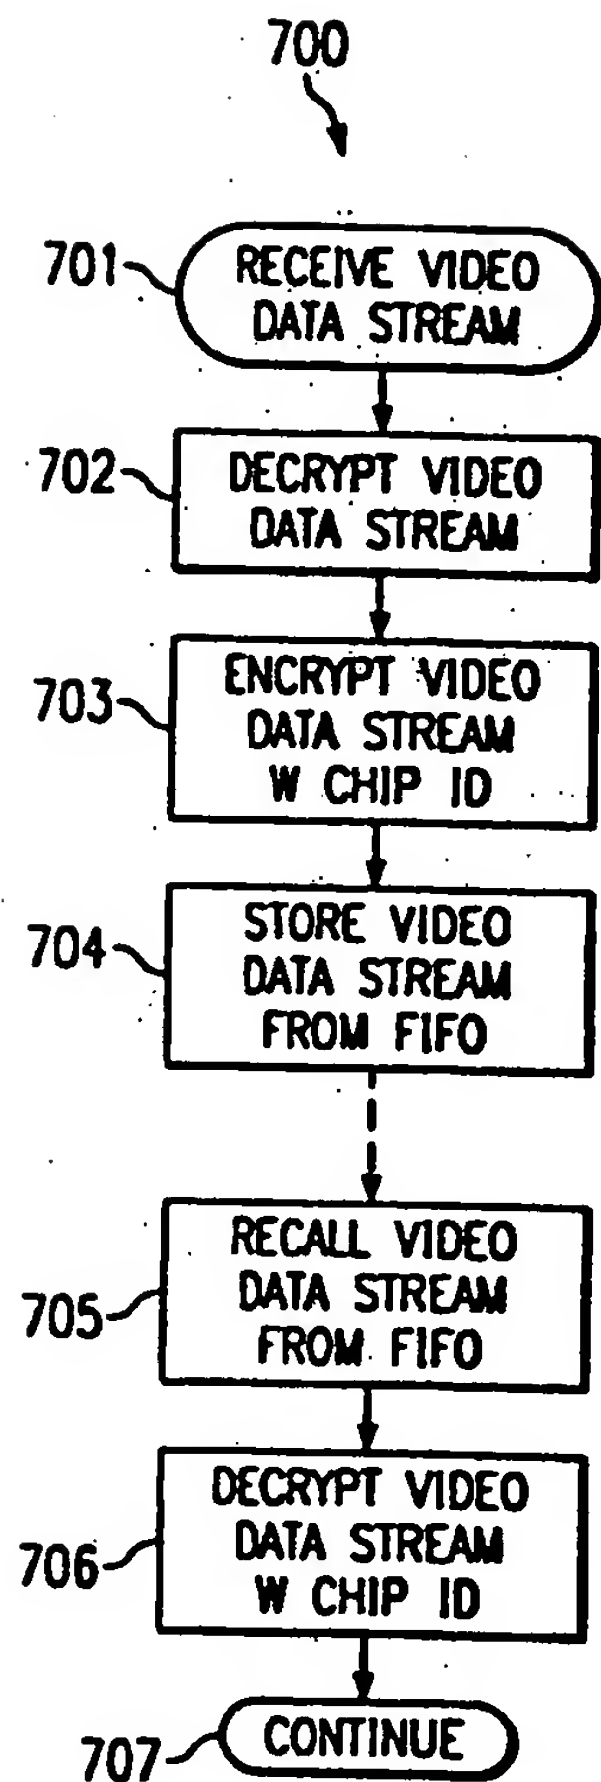 700
701
RECEIVE VIDEO
DATA STREAM
702
DECRYPT VIDEO
DATA STREAM
703
ENCRYPT VIDEO
DATA STREAM
W CHIP ID
704
STORE VIDEO
DATA STREAM
FROM FIFO
705
RECALL VIDEO
DATA STREAM
FROM FIFO
706
DECRYPT VIDEO
DATA STREAM
W CHIP ID
707
CONTINUE